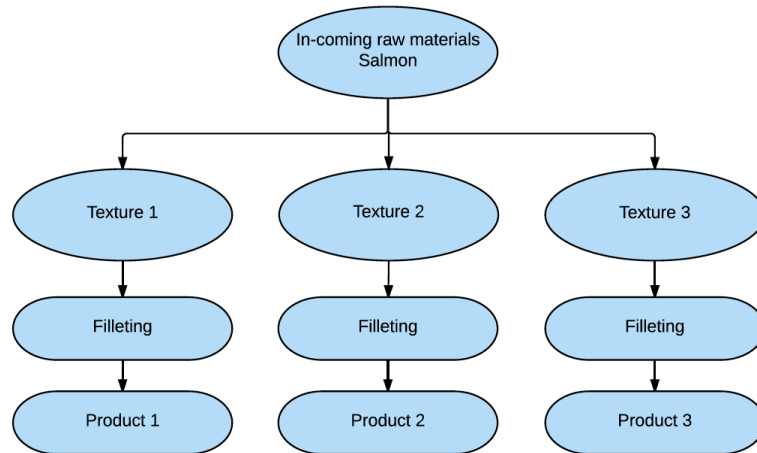 In-coming raw materials
Salmon
Texture 1
Texture 2
Texture 3
Filleting
Filleting
Filleting
Product 1
Product 2
Product 3